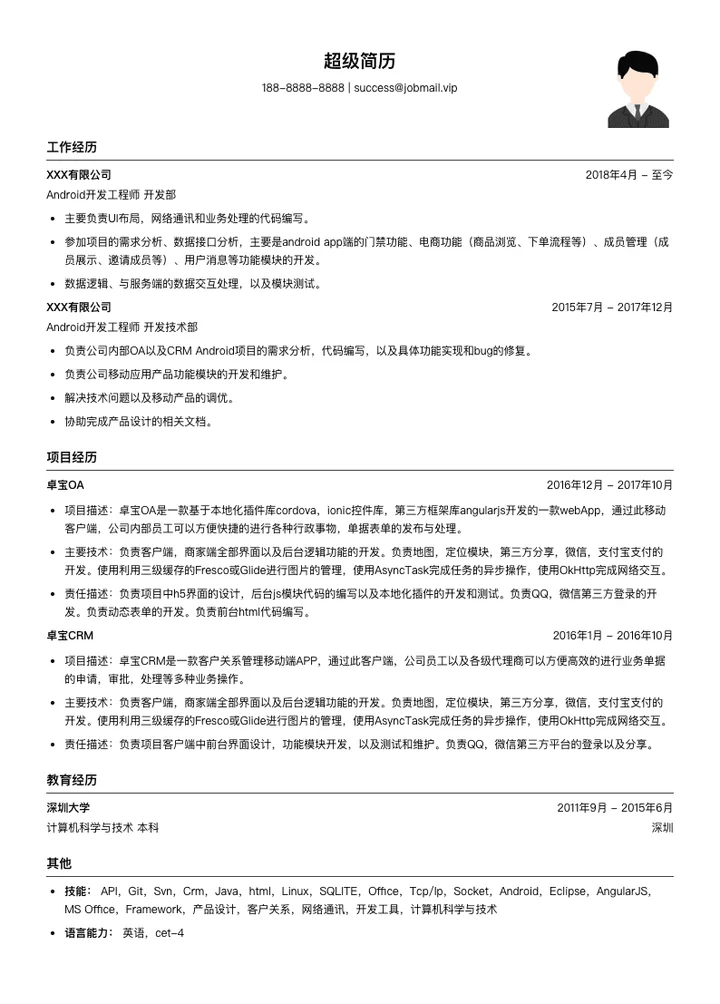 超级简历
188-8888-8888 | success@jobmail.vip
工作经历
XXX有限公司 2018年4月 - 至今
Android开发工程师 开发部
• 主要负责UI布局，网络通讯和业务处理的代码编写。
• 参加项目的需求分析、数据接口分析，主要是android app端的门禁功能、电商功能（商品浏览、下单流程等）、成员管理（成
员展示、邀请成员等）、用户消息等功能模块的开发。
• 数据逻辑、与服务端的数据交互处理，以及模块测试。
XXX有限公司 2015年7月 - 2017年12月
Android开发工程师 开发技术部
• 负责公司内部OA以及CRM Android项目的需求分析，代码编写，以及具体功能实现和bug的修复。
• 负责公司移动应用产品功能模块的开发和维护。
• 解决技术问题以及移动产品的调优。
• 协助完成产品设计的相关文档。
项目经历
卓宝OA 2016年12月 - 2017年10月
• 项目描述：卓宝OA是一款基于本地化插件库cordova，ionic控件库，第三方框架库angularjs开发的一款webApp，通过此移动
客户端，公司内部员工可以方便快捷的进行各种行政事物，单据表单的发布与处理。
• 主要技术：负责客户端，商家端全部界面以及后台逻辑功能的开发。负责地图，定位模块，第三方分享，微信，支付宝支付的
开发。使用利用三级缓存的Fresco或Glide进行图片的管理，使用AsyncTask完成任务的异步操作，使用OkHttp完成网络交互。
• 责任描述：负责项目中h5界面的设计，后台js模块代码的编写以及本地化插件的开发和测试。负责QQ，微信第三方登录的开
发。负责动态表单的开发。负责前台html代码编写。
卓宝CRM 2016年1月 - 2016年10月
• 项目描述：卓宝CRM是一款客户关系管理移动端APP，通过此客户端，公司员工以及各级代理商可以方便高效的进行业务单据
的申请，审批，处理等多种业务操作。
• 主要技术：负责客户端，商家端全部界面以及后台逻辑功能的开发。负责地图，定位模块，第三方分享，微信，支付宝支付的
开发。使用利用三级缓存的Fresco或Glide进行图片的管理，使用AsyncTask完成任务的异步操作，使用OkHttp完成网络交互。
• 责任描述：负责项目客户端中前台界面设计，功能模块开发，以及测试和维护。负责QQ，微信第三方平台的登录以及分享。
教育经历
深圳大学 2011年9月 - 2015年6月
计算机科学与技术 本科 深圳
其他
• 技能： API，Git，Svn，Crm，Java，html，Linux，SQLITE，Office，Tcp/Ip，Socket，Android，Eclipse，AngularJS，
MS Office，Framework，产品设计，客户关系，网络通讯，开发工具，计算机科学与技术
• 语言能力： 英语，cet-4